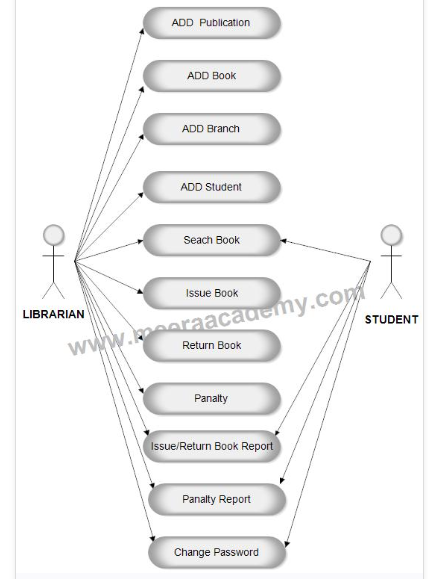 ADD Publication
ADD Book
ADD Branch
ADD Student
Seach Book
Issue Book
LIBRARIAN
STUDENT
www.meeraacademy.com
Return Book
Panalty
Issue/Return Book Report
Panalty Report
Change Password